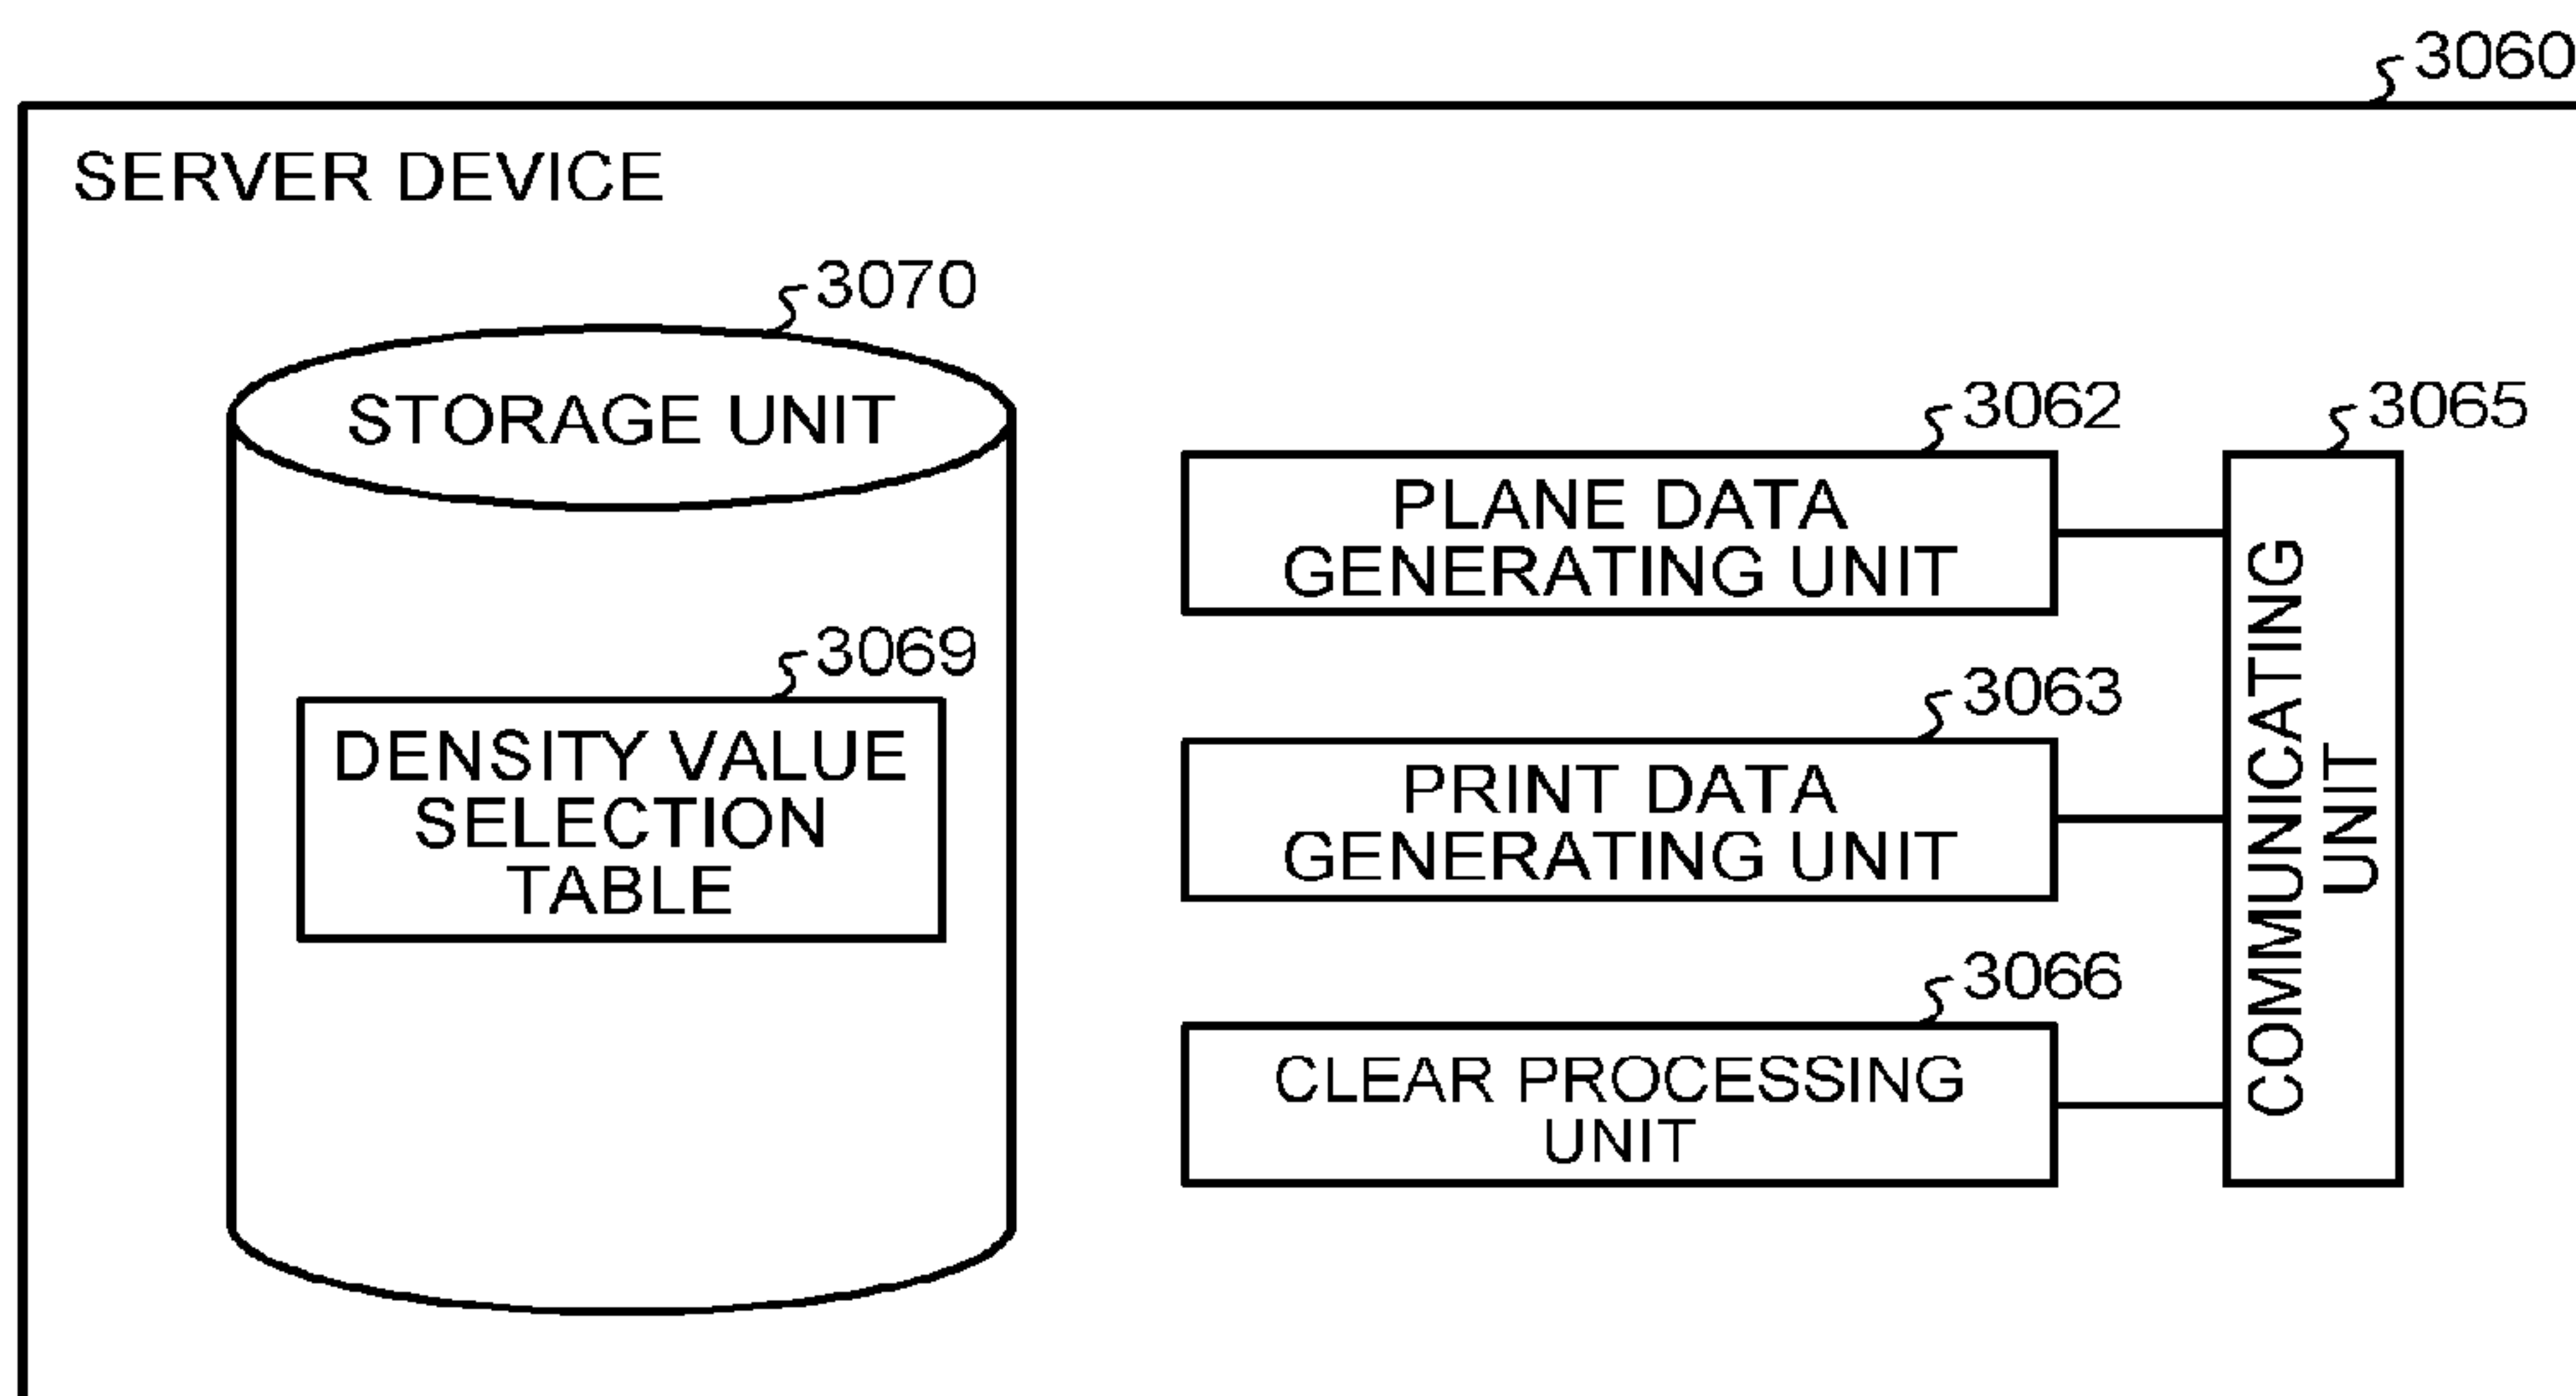 3060
SERVER DEVICE
3070
STORAGE UNIT
3069
DENSITY VALUE
SELECTION
TABLE
3062
PLANE DATA
GENERATING UNIT
3063
PRINT DATA
GENERATING UNIT
3066
CLEAR PROCESSING
UNIT
3065
COMMUNICATING
UNIT